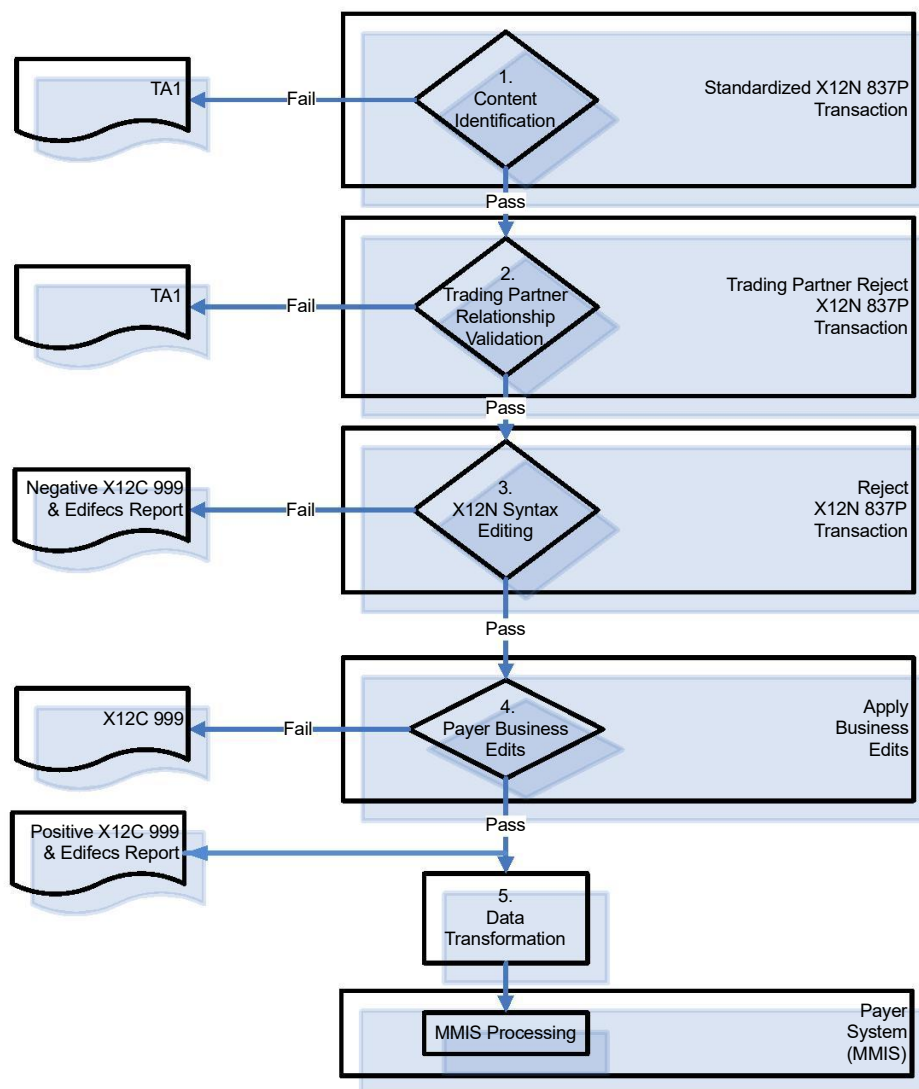 TA1
Fail
1.
Content
Identification
Standardized X12N 837P
Transaction
Pass
TA1
Fail
2.
Trading Partner
Relationship
Validation
Trading Partner Reject
X12N 837P
Transaction
Pass
Negative X12C 999
& Edifecs Report
Fail
3.
X12N Syntax
Editing
Reject
X12N 837P
Transaction
Pass
X12C 999
Fail
4.
Payer Business
Edits
Apply
Business
Edits
Pass
Positive X12C 999
& Edifecs Report
5.
Data
Transformation
MMIS Processing
Payer
System
(MMIS)